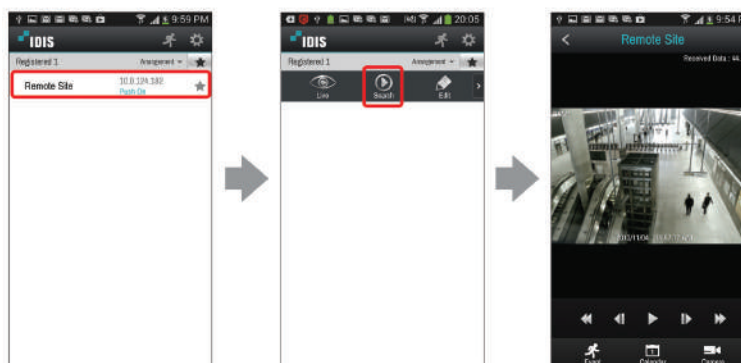 9:59 PM
IDIS
Registered 1
Arrangement
Remote Site
10.0.124.182
Push On
20:05
IDIS
Registered 1
Arrangement
Live
Search
Edit
9:54 P
Remote Site
Received Data : 44.
Event
Calendar
Camera